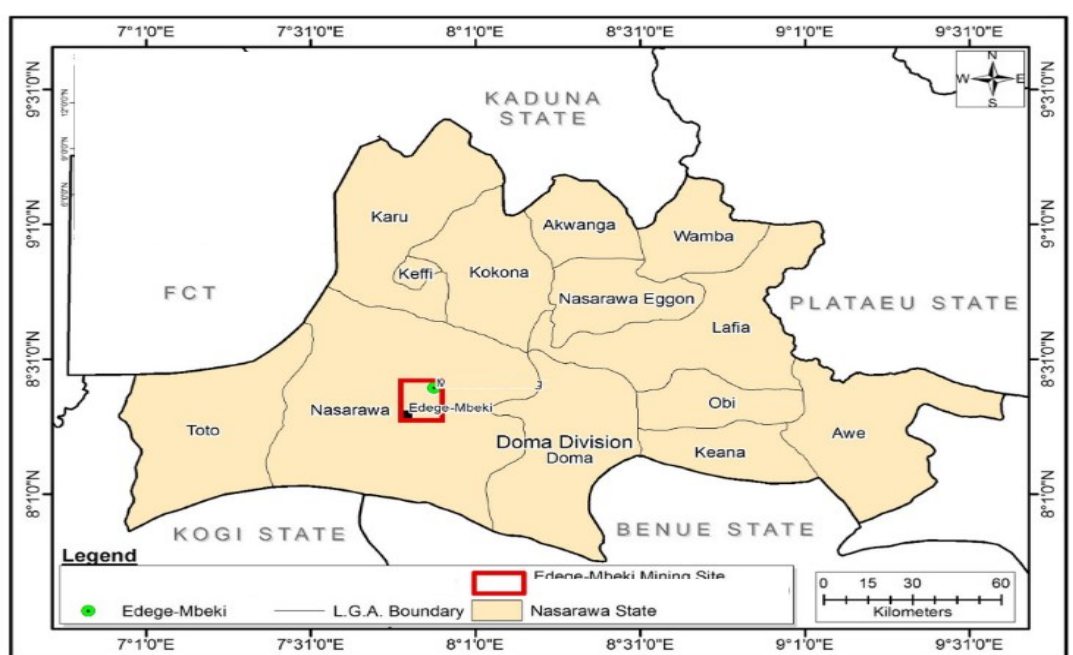 7°1'0"E 7°31'0"E 8°1'0"E 8°31'0"E 9°1'0"E 9°31'0"E
N
W E
S
9°31'0"N
9°31'0"N
KADUNA
STATE
9°1'0"N
9°1'0"N
Karu
Akwanga
Wamba
Keffi
Kokona
FCT
Nasarawa Eggon
PLATAEU STATE
Lafia
8°31'0"N
8°31'0"N
Nasarawa
Edege-Mbeki
Obi
Toto
Doma Division
Doma
Keana
Awe
8°1'0"N
8°1'0"N
KOGI STATE
BENUE STATE
Legend
Edege-Mbeki Mining Site
Edege-Mbeki
L.G.A. Boundary
Nasarawa State
0 15 30 60
Kilometers
7°1'0"E 7°31'0"E 8°1'0"E 8°31'0"E 9°1'0"E 9°31'0"E